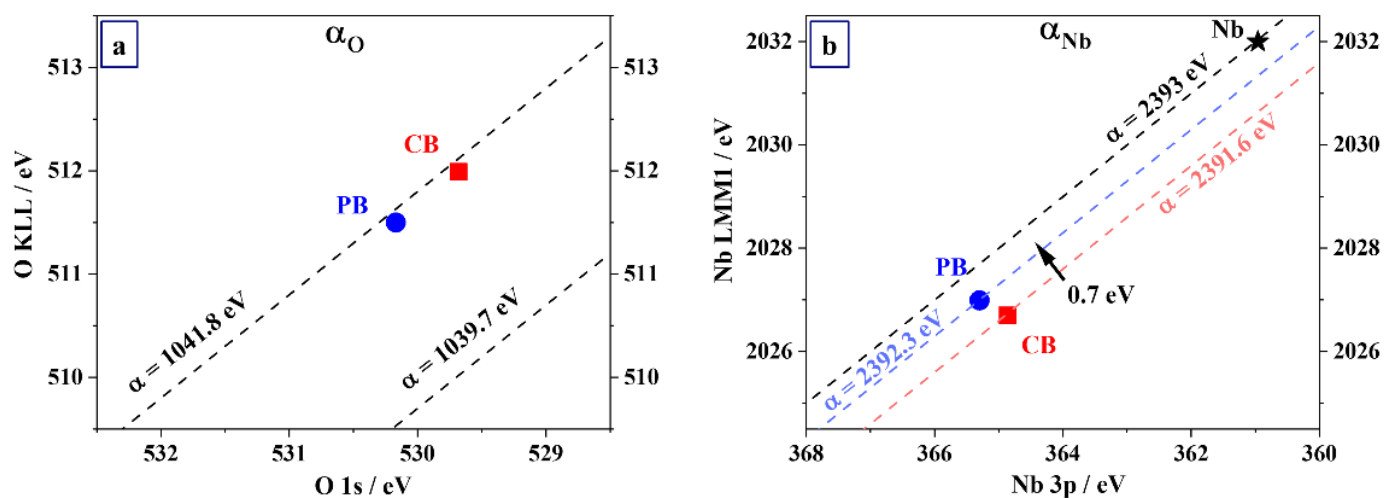 a
α_O
513
512
511
510
O KLL / eV
CB
PB
α = 1041.8 eV
α = 1039.7 eV
513
512
511
510
532
531
530
529
O 1s / eV
b
α_Nb
Nb
2032
2030
2028
2026
Nb LMM1 / eV
α = 2393 eV
α = 2391.6 eV
PB
0.7 eV
CB
α = 2392.3 eV
2032
2030
2028
2026
368
366
364
362
360
Nb 3p / eV